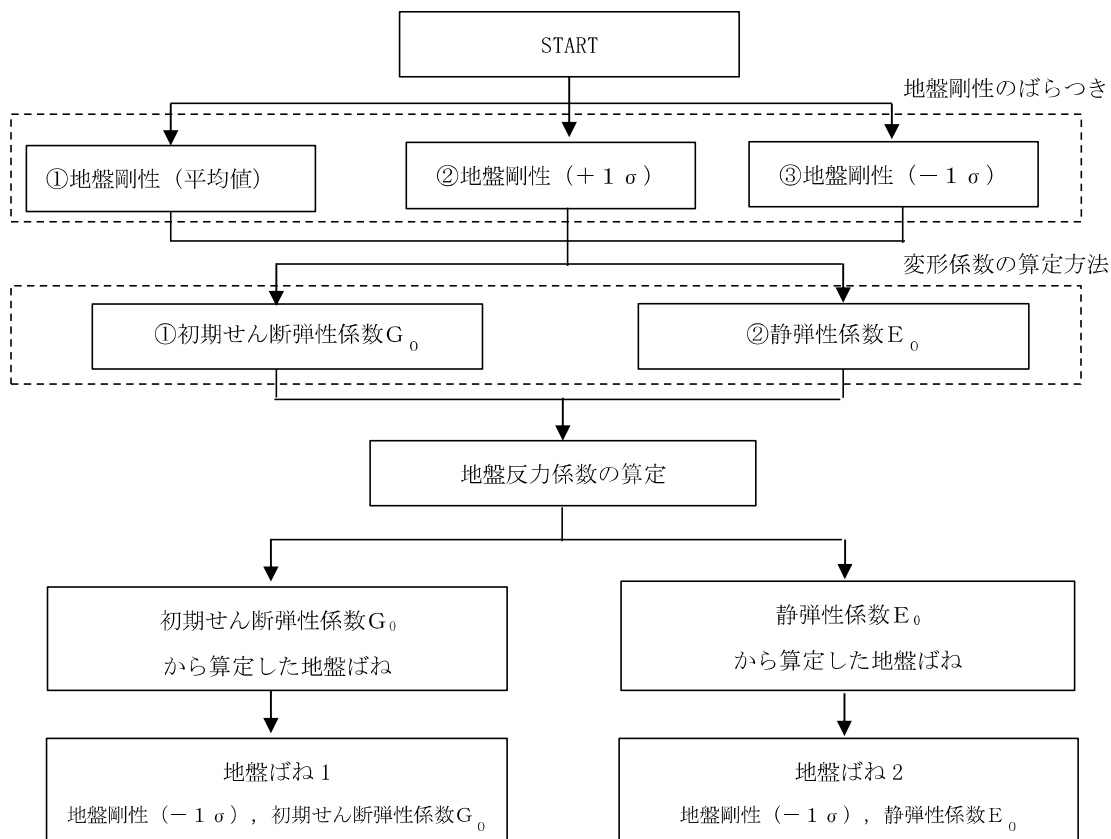 START
地盤剛性のばらつき
①地盤剛性（平均値）
②地盤剛性（＋１σ）
③地盤剛性（－１σ）
変形係数の算定方法
①初期せん断弾性係数Ｇ₀
②静弾性係数Ｅ₀
地盤反力係数の算定
初期せん断弾性係数Ｇ₀
から算定した地盤ばね
静弾性係数Ｅ₀
から算定した地盤ばね
地盤ばね１
地盤剛性（－１σ），初期せん断弾性係数Ｇ₀
地盤ばね２
地盤剛性（－１σ），静弾性係数Ｅ₀